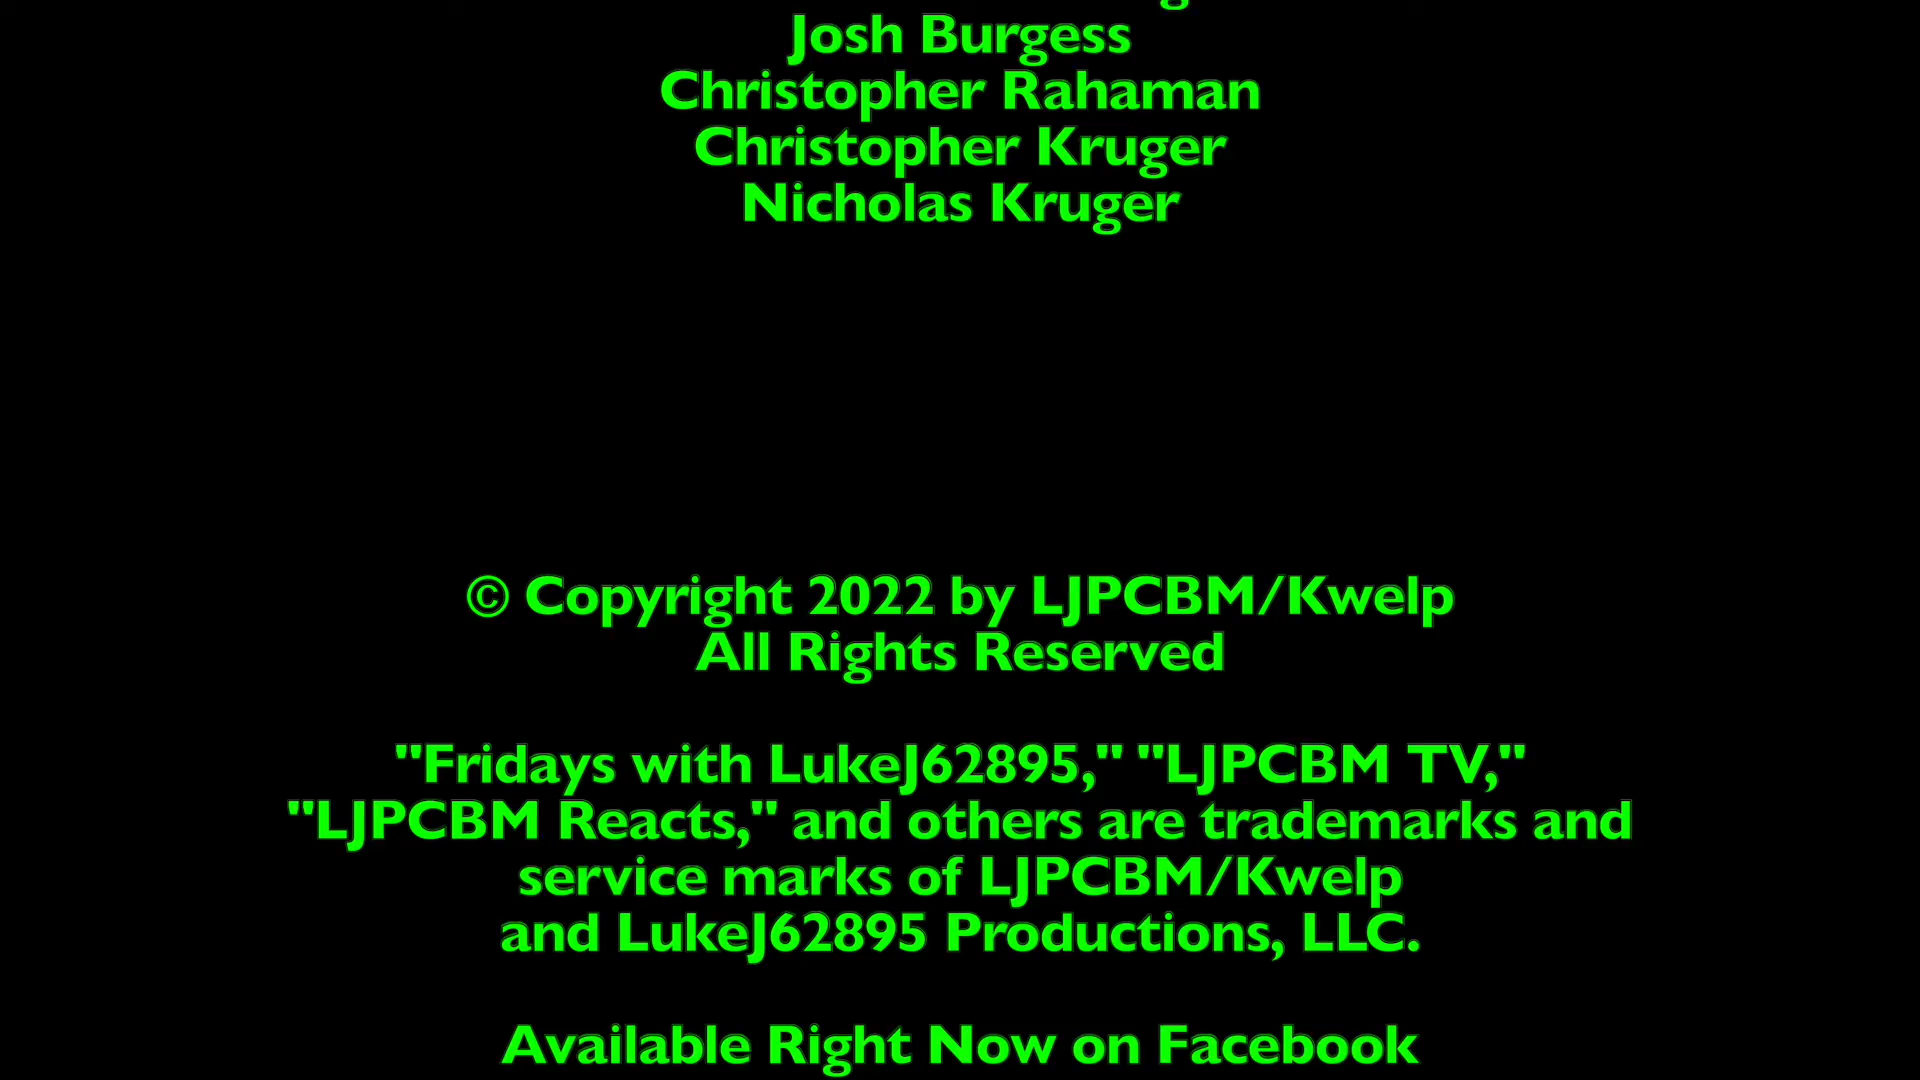 Josh Burgess
Christopher Rahaman
Christopher Kruger
Nicholas Kruger
© Copyright 2022 by LJPCBM/Kwelp
All Rights Reserved
"Fridays with LukeJ62895," "LJPCBM TV,"
"LJPCBM Reacts," and others are trademarks and
service marks of LJPCBM/Kwelp
and LukeJ62895 Productions, LLC.
Available Right Now on Facebook